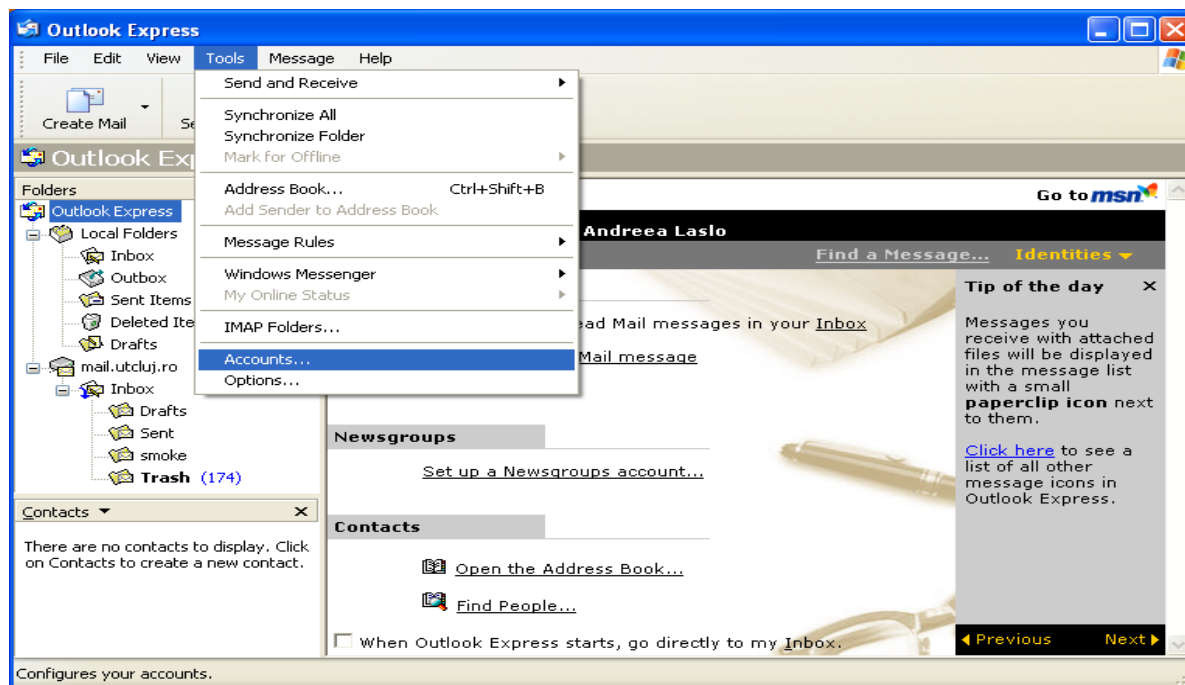 Outlook Express
File Edit View Tools Message Help
Create Mail Se
Send and Receive
Synchronize All
Synchronize Folder
Mark for Offline
Address Book... Ctrl+Shift+B
Add Sender to Address Book
Message Rules
Windows Messenger
My Online Status
IMAP Folders...
Accounts...
Options...
Outlook Exp
Folders
Outlook Express
Local Folders
Inbox
Outbox
Sent Items
Deleted Ite
Drafts
mail.utcluj.ro
Inbox
Drafts
Sent
smoke
Trash (174)
Contacts
There are no contacts to display. Click
on Contacts to create a new contact.
Go to msn
Andreea Laslo
Find a Message... Identities
ead Mail messages in your Inbox
Mail message
Newsgroups
Set up a Newsgroups account...
Contacts
Open the Address Book...
Find People...
When Outlook Express starts, go directly to my Inbox.
Tip of the day
Messages you
receive with attached
files will be displayed
in the message list
with a small
paperclip icon next
to them.
Click here to see a
list of all other
message icons in
Outlook Express.
Previous Next
Configures your accounts.